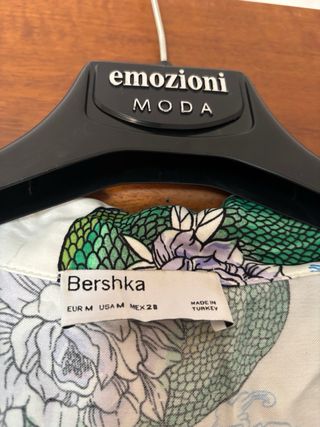 emozioni
MODA
Bershka
EUR M USA M MEX 28
MADE IN
TURKEY